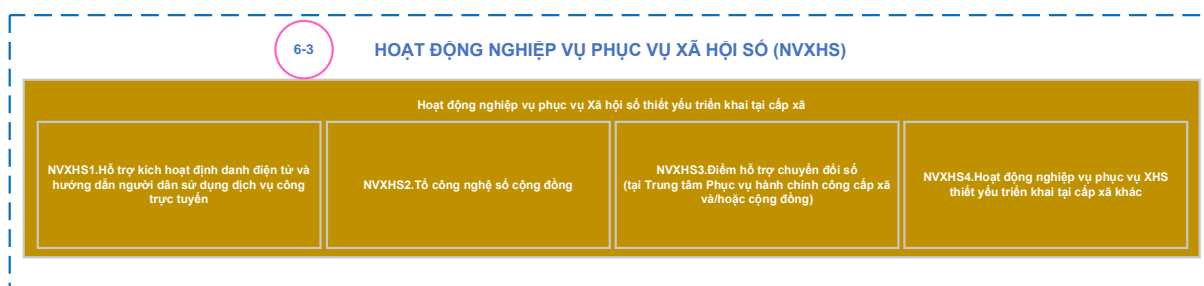 6-3
HOẠT ĐỘNG NGHIỆP VỤ PHỤC VỤ XÃ HỘI SỐ (NVXHS)
Hoạt động nghiệp vụ phục vụ Xã hội số thiết yếu triển khai tại cấp xã
NVXHS1.Hỗ trợ kích hoạt định danh điện tử và
hướng dẫn người dân sử dụng dịch vụ công
trực tuyến
NVXHS2.Tổ công nghệ số cộng đồng
NVXHS3.Điểm hỗ trợ chuyển đổi số
(tại Trung tâm Phục vụ hành chính công cấp xã
và/hoặc cộng đồng)
NVXHS4.Hoạt động nghiệp vụ phục vụ XHS
thiết yếu triển khai tại cấp xã khác